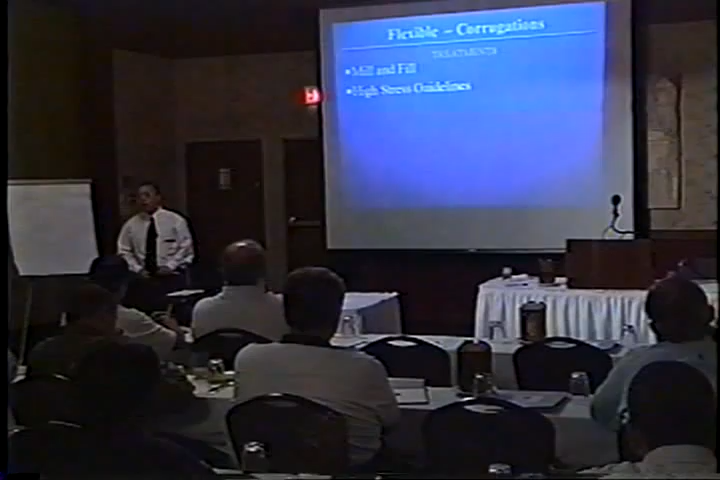 Flexible – Corrugations
TREATMENTS
•Mill and Fill
•High Stress Guidelines